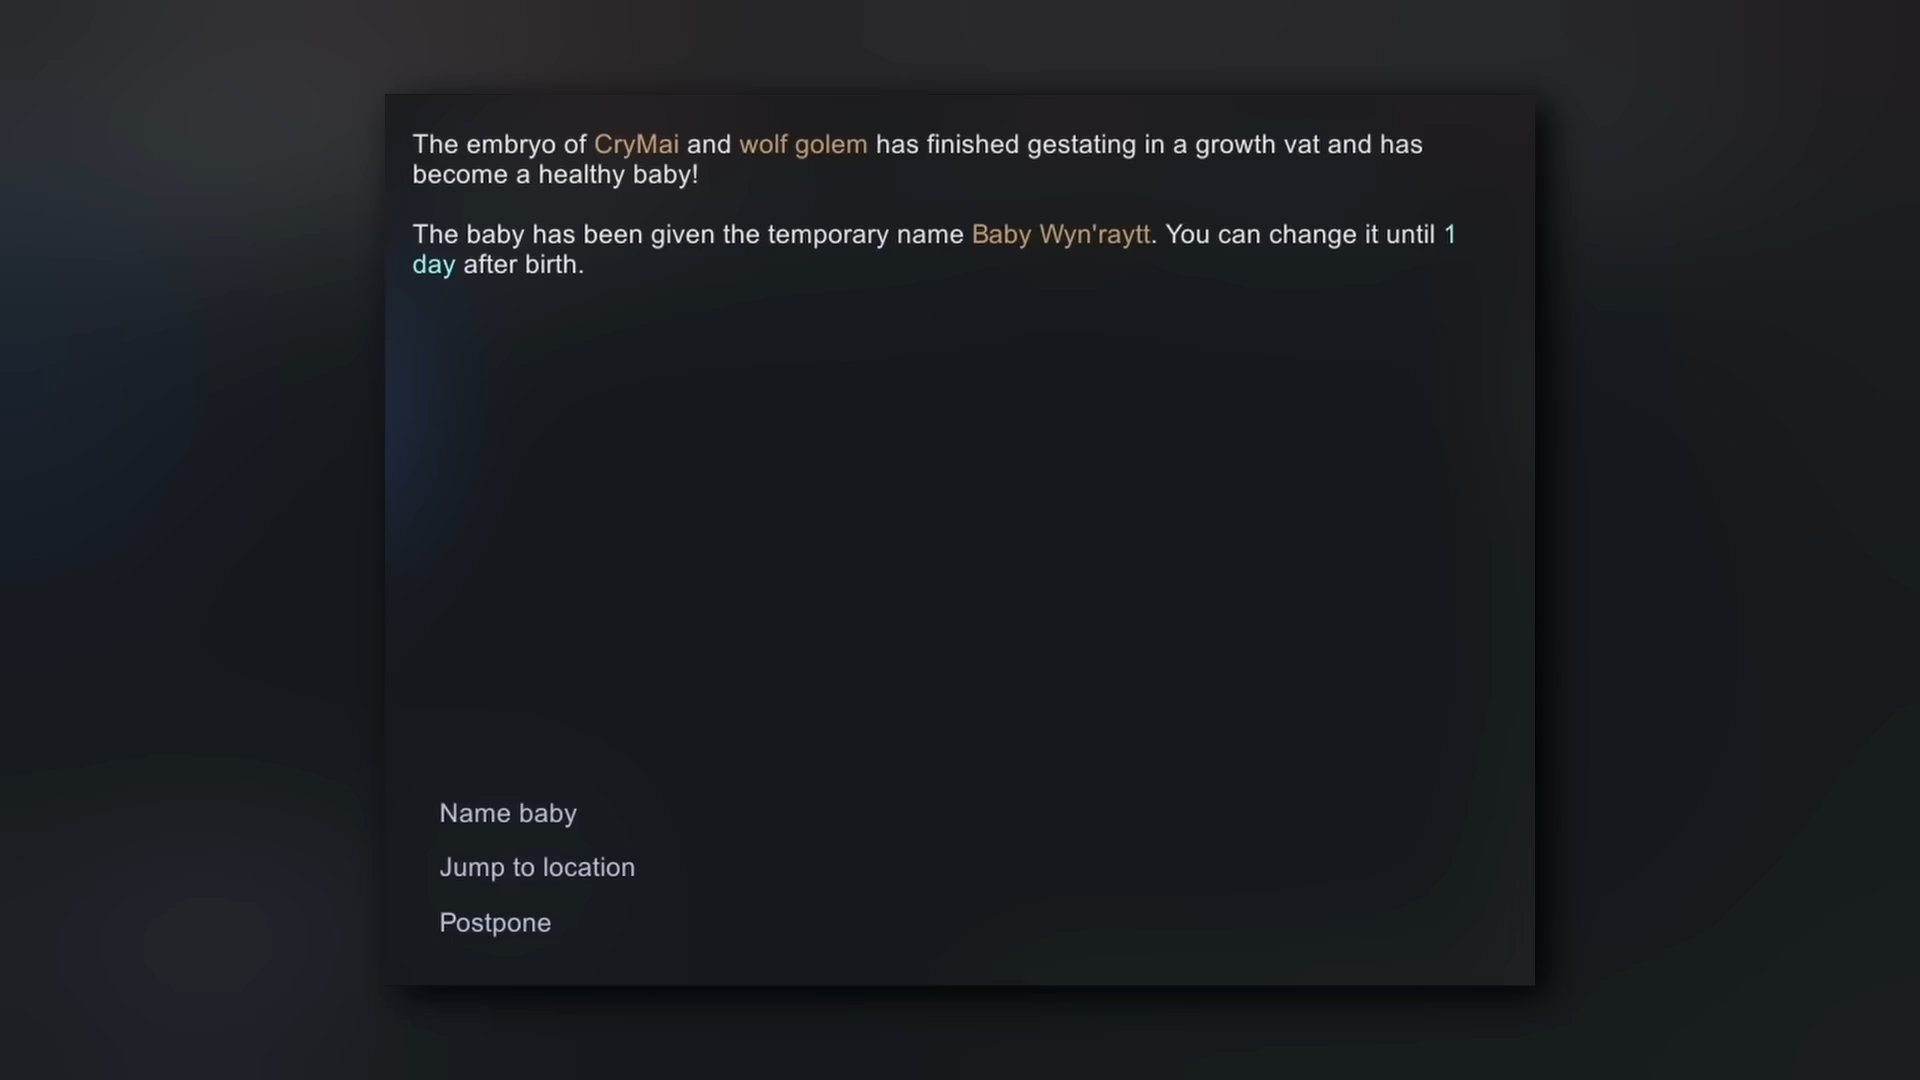 The embryo of CryMai and wolf golem has finished gestating in a growth vat and has
become a healthy baby!
The baby has been given the temporary name Baby Wyn'raytt. You can change it until 1
day after birth.
Name baby
Jump to location
Postpone